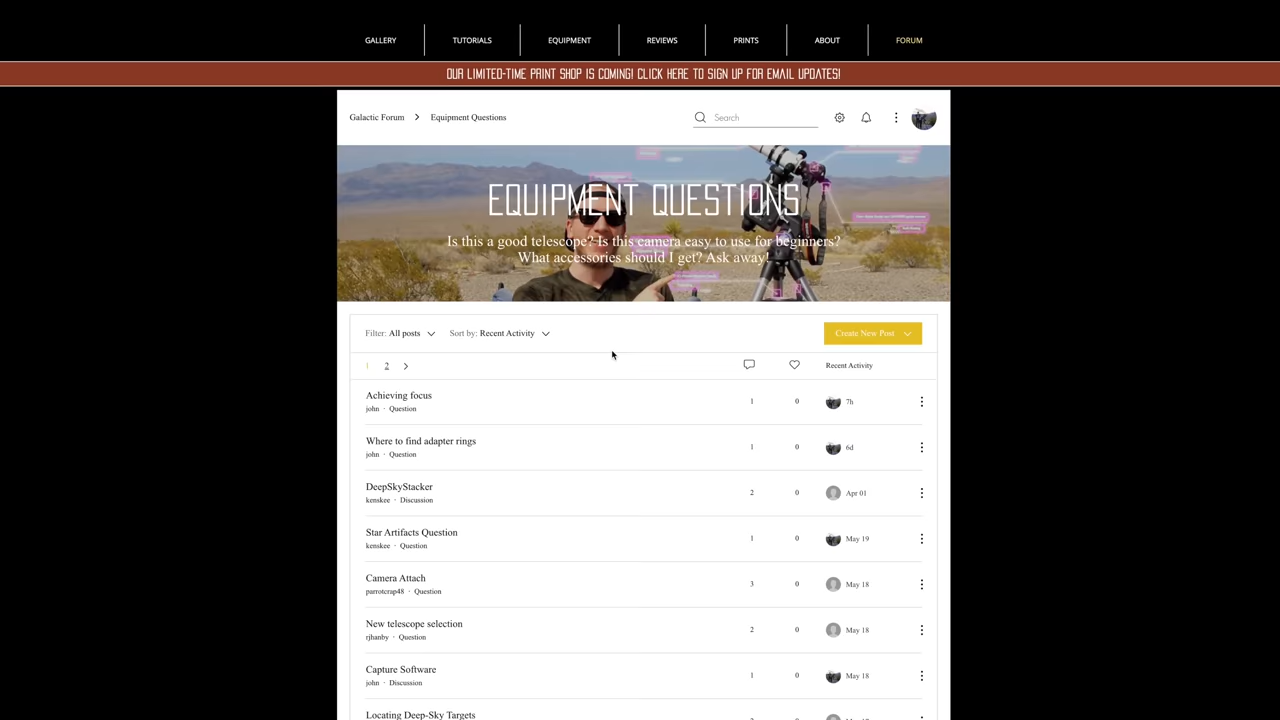 GALLERY
TUTORIALS
EQUIPMENT
REVIEWS
PRINTS
ABOUT
FORUM
OUR LIMITED-TIME PRINT SHOP IS COMING! CLICK HERE TO SIGN UP FOR EMAIL UPDATES!
Galactic Forum
Equipment Questions
Search
EQUIPMENT QUESTIONS
Is this a good telescope? Is this camera easy to use for beginners?
What accessories should I get? Ask away!
Filter: All posts
Sort by: Recent Activity
Create New Post
1 2
Recent Activity
Achieving focus
john · Question
1 0 7h
Where to find adapter rings
john · Question
1 0 6d
DeepSkyStacker
kenskee · Discussion
2 0 Apr 01
Star Artifacts Question
kenskee · Question
1 0 May 19
Camera Attach
parrotcrap48 · Question
3 0 May 18
New telescope selection
rjhanby · Question
2 0 May 18
Capture Software
john · Discussion
1 0 May 18
Locating Deep-Sky Targets